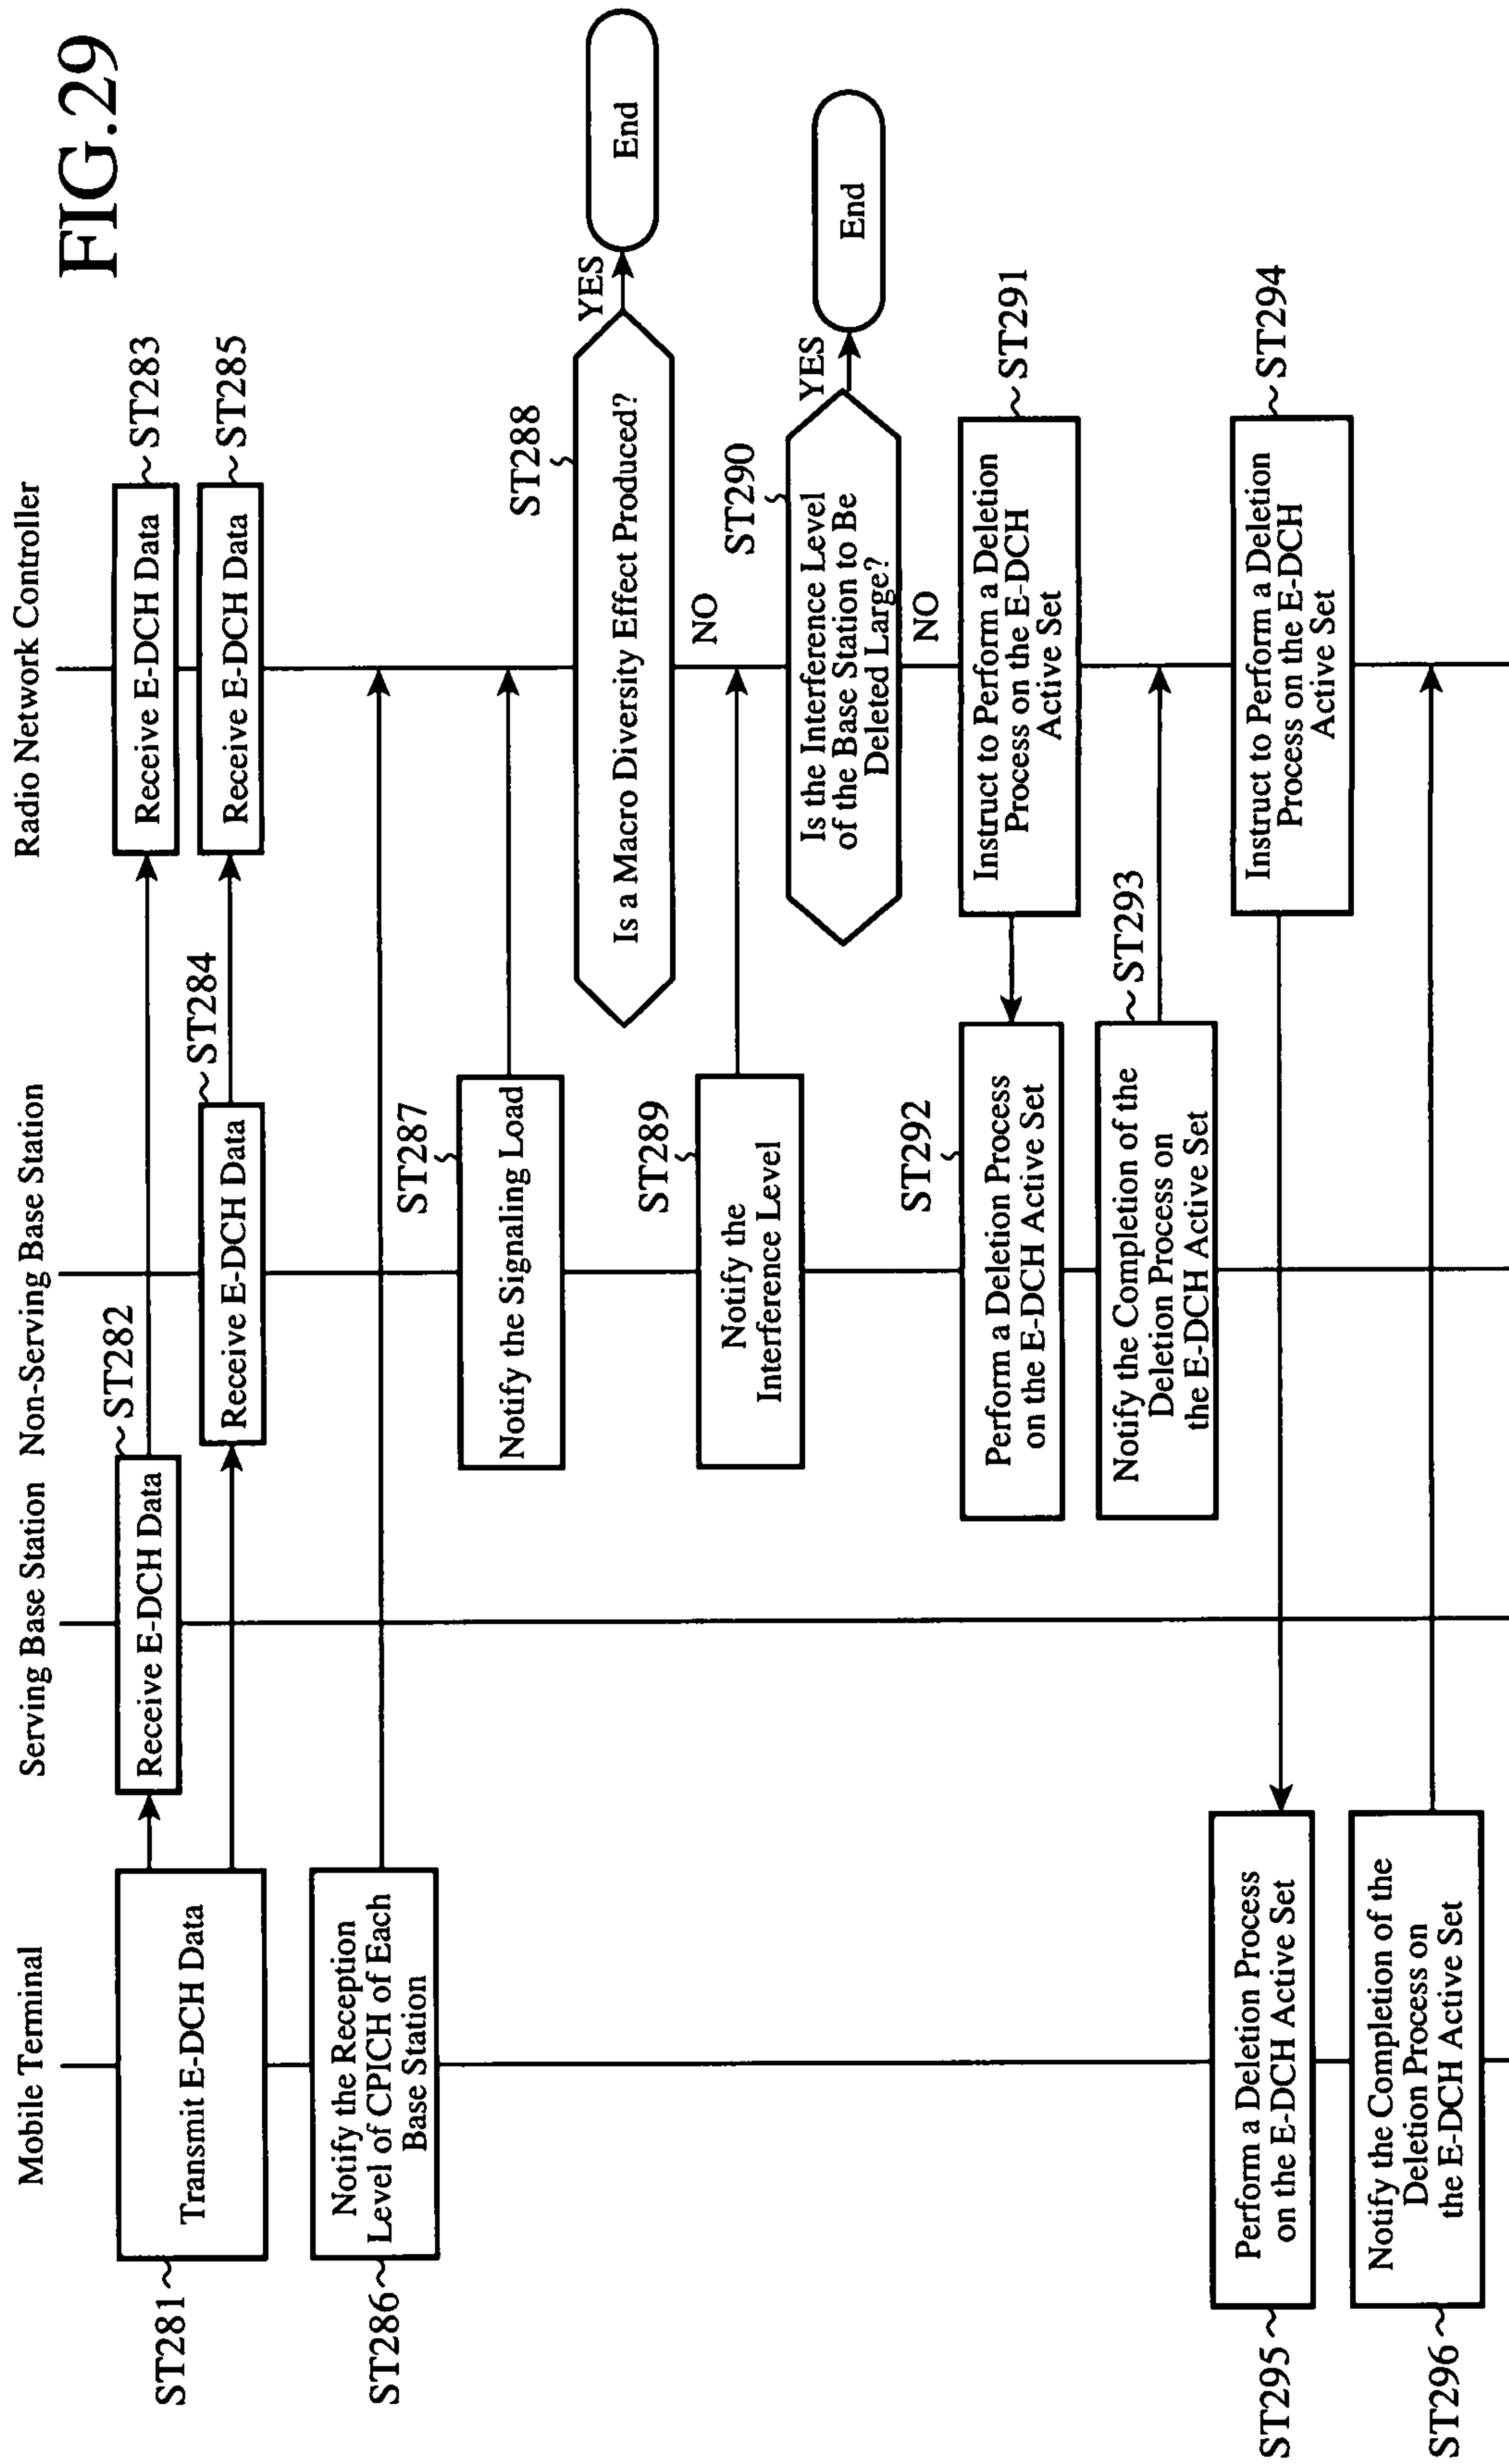 FIG.29
Mobile Terminal
Serving Base Station
Non-Serving Base Station
Radio Network Controller
ST281
Transmit E-DCH Data
ST282
Receive E-DCH Data
ST283
Receive E-DCH Data
ST284
Receive E-DCH Data
ST285
Receive E-DCH Data
ST286
Notify the Reception
Level of CPICH of Each
Base Station
ST287
Notify the Signaling Load
ST288
Is a Macro Diversity Effect Produced?
YES
End
NO
ST289
Notify the
Interference Level
ST290
Is the Interference Level
of the Base Station to Be
Deleted Large?
YES
End
NO
ST291
Instruct to Perform a Deletion
Process on the E-DCH
Active Set
ST292
Perform a Deletion Process
on the E-DCH Active Set
ST293
Notify the Completion of the
Deletion Process on
the E-DCH Active Set
ST294
Instruct to Perform a Deletion
Process on the E-DCH
Active Set
ST295
Perform a Deletion Process
on the E-DCH Active Set
ST296
Notify the Completion of the
Deletion Process on
the E-DCH Active Set